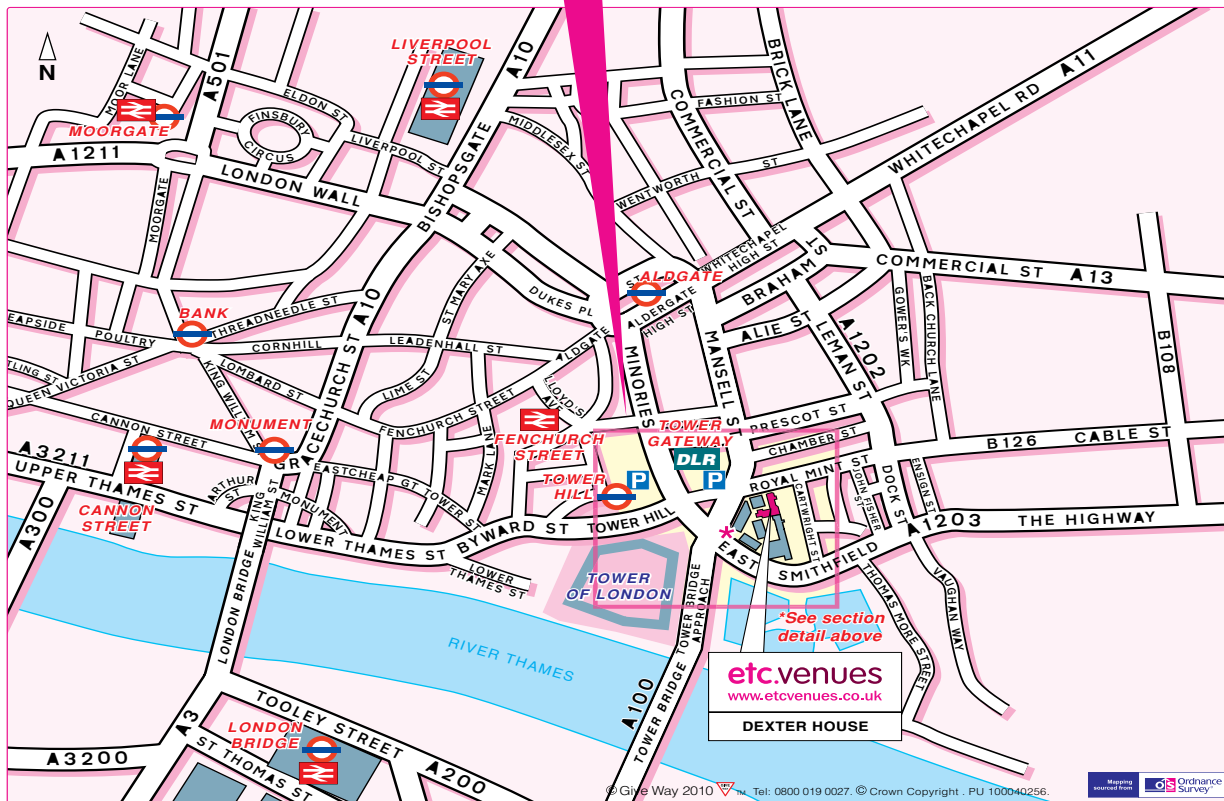 N
LIVERPOOL
STREET
A10
A501
MOOR LANE
ELDON ST
FINSBURY
CIRCUS
MOORGATE
A1211
LONDON WALL
LIVERPOOL ST
BISHOPSGATE
MIDDLESEX ST
COMMERCIAL ST
FASHION ST
BRICK LANE
WHITECHAPEL RD A11
WENTWORTH ST
WHITECHAPEL
HIGH ST
MOORGATE
ST MARY AXE
DUKES PL
ALDGATE
ST
ALDERGATE
HIGH ST
BRAHAM ST
COMMERCIAL ST A13
BANK
THREADNEEDLE ST
A10
EAPSIDE
POULTRY
CORNHILL
LEADENHALL ST
ALDGATE
MINORIES
MANSELL ST
ALIE ST
LEMAN ST
A1202
GOWER'S WK
BACK CHURCH LANE
B108
TLING ST
QUEEN VICTORIA ST
KING WILLIAM ST
LOMBARD ST
LIME ST
FENCHURCH STREET
LLOYD'S
AVE
MARK LANE
GRACECHURCH ST
CANNON STREET
MONUMENT
FENCHURCH
STREET
TOWER
GATEWAY
DLR
P
P
PRESCOT ST
CHAMBER ST
B126 CABLE ST
A3211
UPPER THAMES ST
CANNON
STREET
ARTHUR
ST
KING
WILLIAM ST
MONUMENT
EASTCHEAP
GT TOWER ST
TOWER
HILL
ROYAL MINT ST
CARTWRIGHT ST
JOHN FISHER
ST
DOCK ST
ENSIGN ST
A1203 THE HIGHWAY
A300
LOWER THAMES ST
BYWARD ST
TOWER HILL
*
EAST SMITHFIELD
LOWER
THAMES ST
TOWER
OF LONDON
TOWER BRIDGE
APPROACH
THOMAS MORE STREET
VAUGHAN WAY
*See section
detail above
LONDON BRIDGE
RIVER THAMES
etc.venues
www.etcvenues.co.uk
DEXTER HOUSE
A100
TOWER BRIDGE
A3
TOOLEY STREET
A200
LONDON
BRIDGE
ST THOMAS ST
A3200
© Give Way 2010 TM Tel: 0800 019 0027. © Crown Copyright . PU 100040256.
Mapping
sourced from
OS Ordnance
Survey®